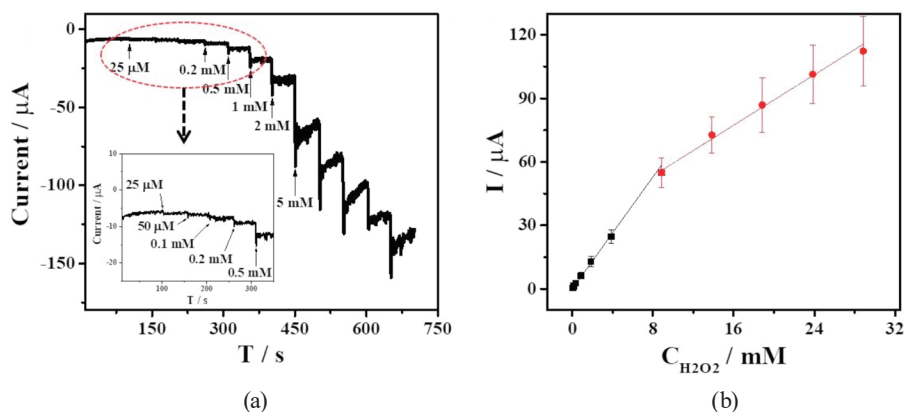 0
-50
-100
-150
Current / μA
25 μM
0.2 mM
0.5 mM
1 mM
2 mM
5 mM
10
0
-10
-20
Current / μA
25 μM
50 μM
0.1 mM
0.2 mM
0.5 mM
0 100 200 300
T / s
0 150 300 450 600 750
T / s
(a)
120
90
60
30
0
I / μA
0 8 16 24 32
C_H2O2 / mM
(b)